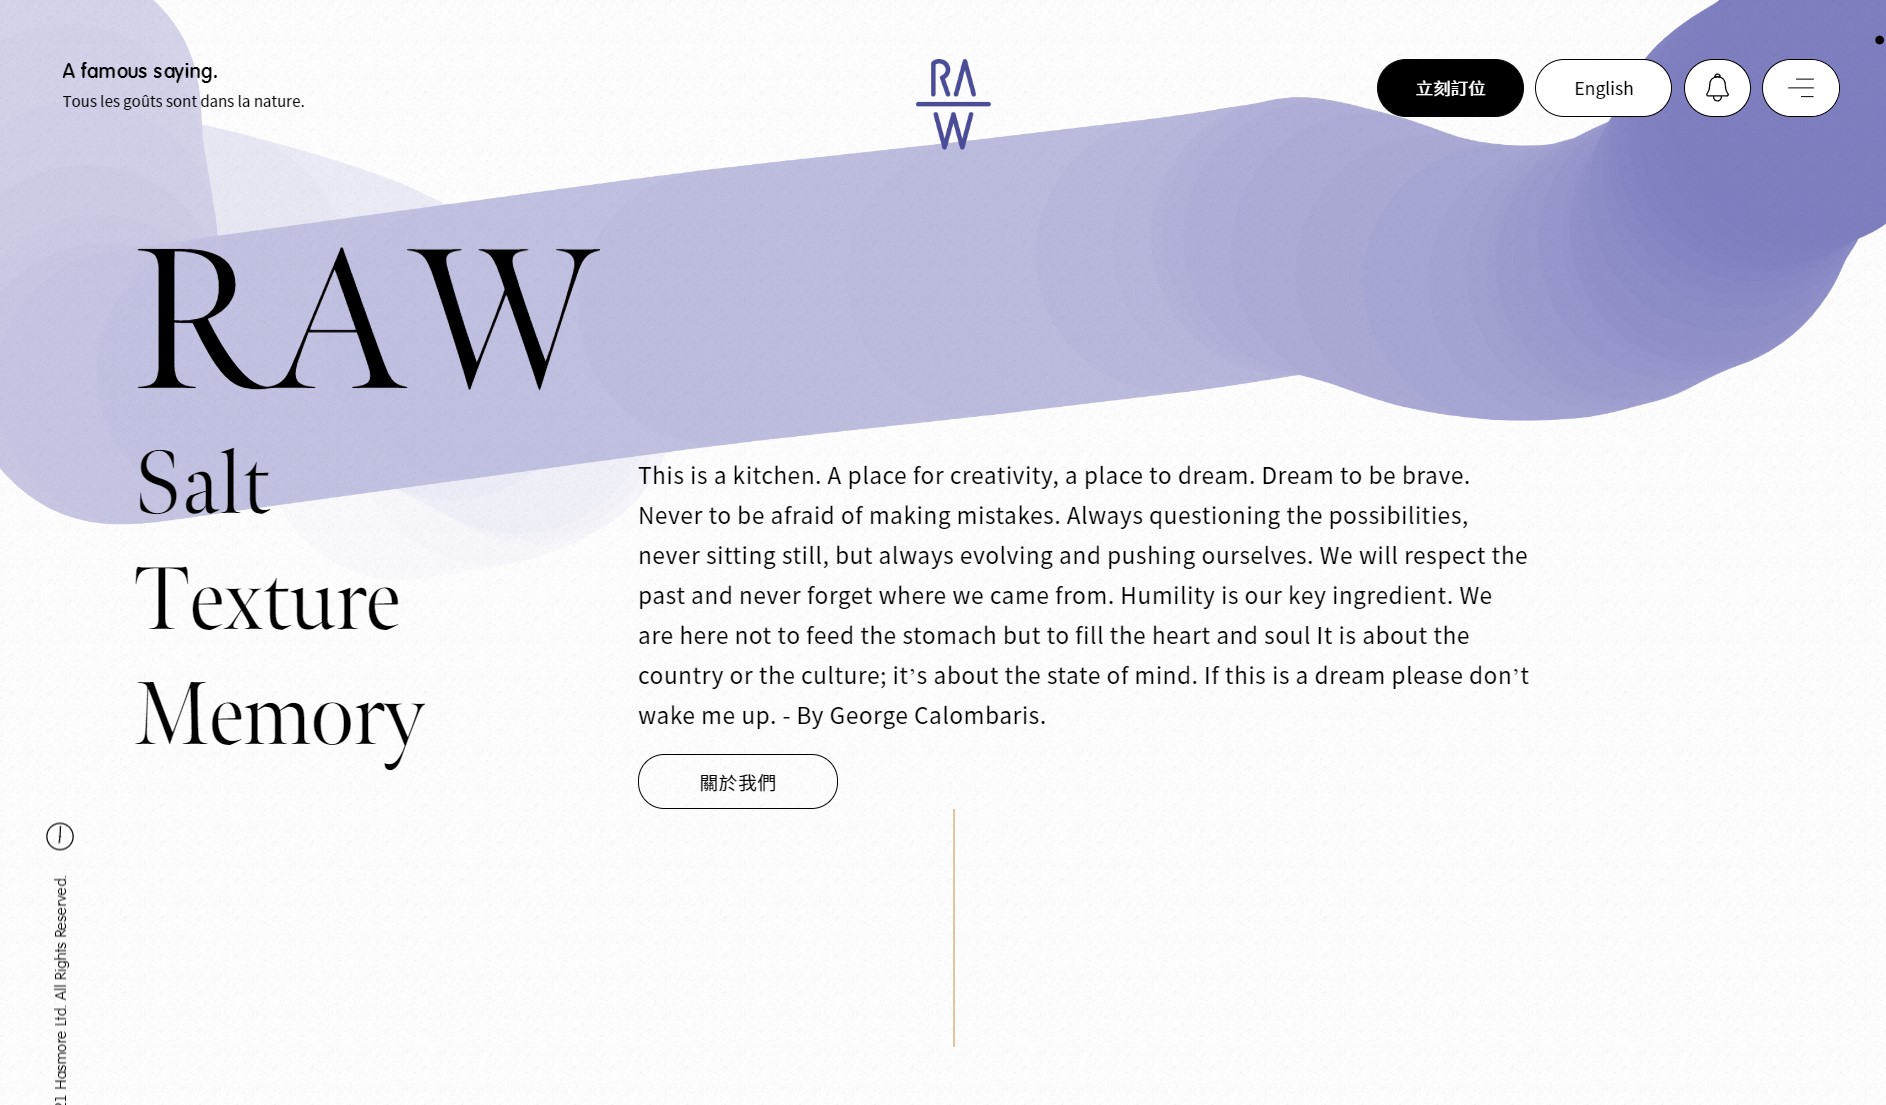 A famous saying.
Tous les goûts sont dans la nature.
RA
W
立刻訂位
English
RAW
Salt
Texture
Memory
This is a kitchen. A place for creativity, a place to dream. Dream to be brave.
Never to be afraid of making mistakes. Always questioning the possibilities,
never sitting still, but always evolving and pushing ourselves. We will respect the
past and never forget where we came from. Humility is our key ingredient. We
are here not to feed the stomach but to fill the heart and soul It is about the
country or the culture; it’s about the state of mind. If this is a dream please don’t
wake me up. - By George Calombaris.
關於我們
21 Hasmore Ltd. All Rights Reserved.